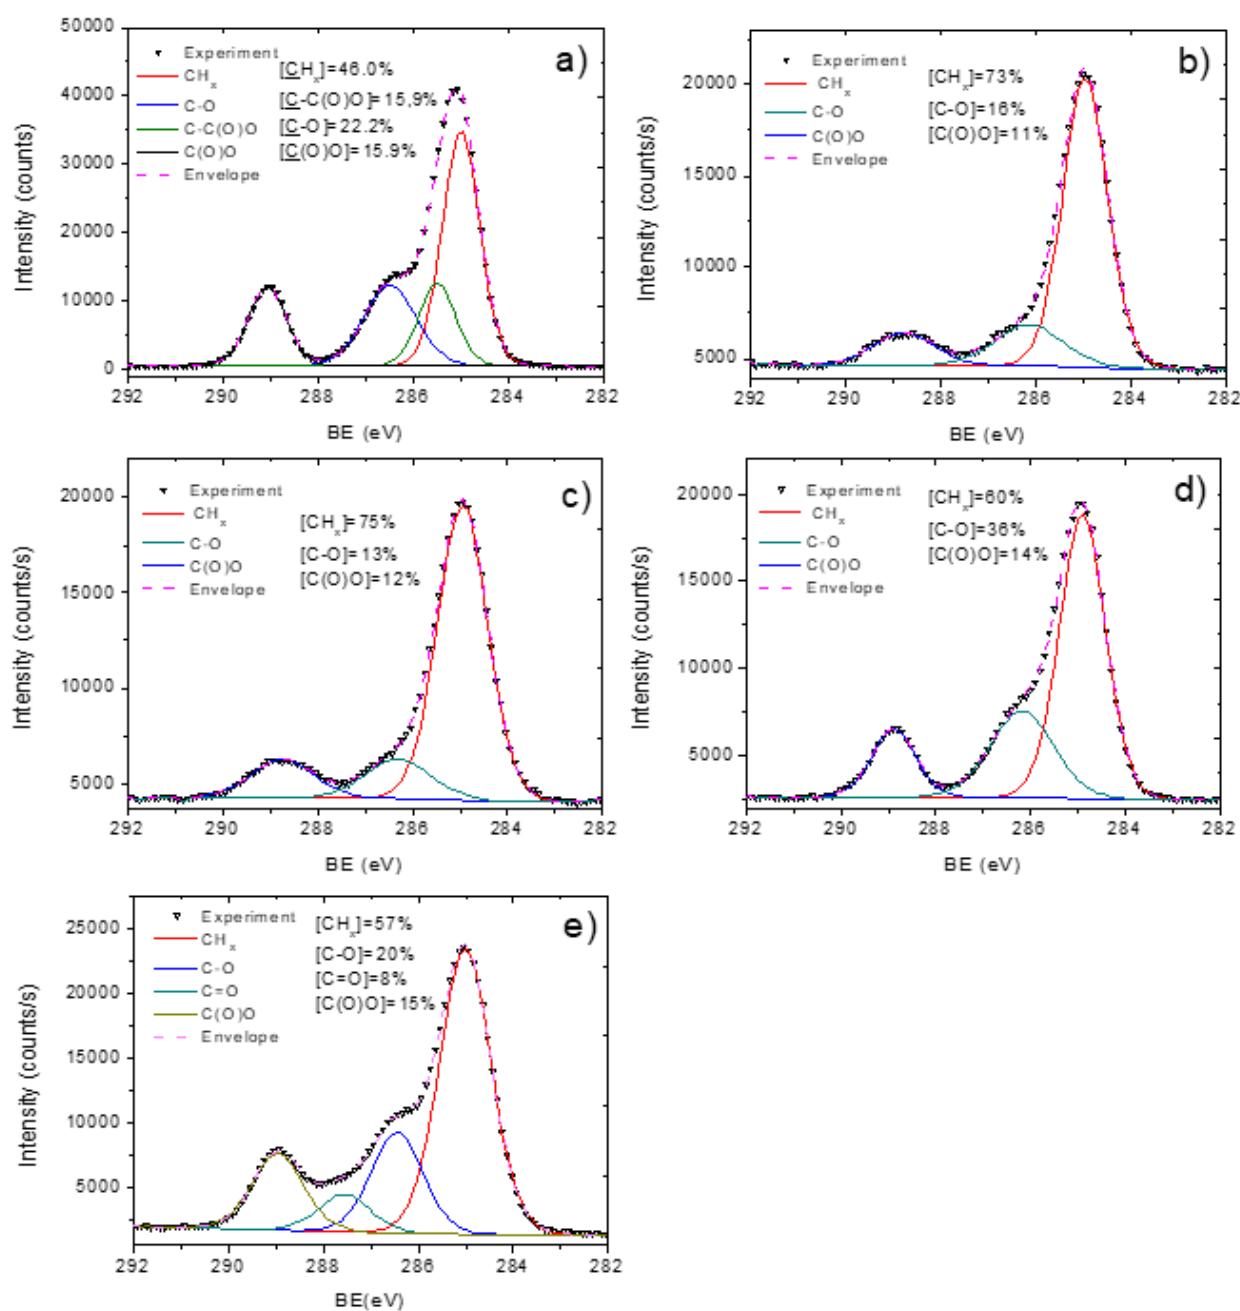 a)
Experiment
CHx
C-O
C-C(O)O
C(O)O
Envelope
[CHx]=46.0%
[C-C(O)O]=15,9%
[C-O]=22.2%
[C(O)O]=15.9%
50000
40000
30000
20000
10000
0
Intensity (counts)
292 290 288 286 284 282
BE (eV)
b)
Experiment
CHx
C-O
C(O)O
Envelope
[CHx]=73%
[C-O]=16%
[C(O)O]=11%
20000
15000
10000
5000
Intensity (counts/s)
292 290 288 286 284 282
BE (eV)
c)
Experiment
CHx
C-O
C(O)O
Envelope
[CHx]=75%
[C-O]=13%
[C(O)O]=12%
20000
15000
10000
5000
Intensity (counts/s)
292 290 288 286 284 282
BE (eV)
d)
Experiment
CHx
C-O
C(O)O
Envelope
[CHx]=60%
[C-O]=36%
[C(O)O]=14%
20000
15000
10000
5000
Intensity (counts/s)
292 290 288 286 284 282
BE (eV)
e)
Experiment
CHx
C-O
C=O
C(O)O
Envelope
[CHx]=57%
[C-O]=20%
[C=O]=8%
[C(O)O]=15%
25000
20000
15000
10000
5000
Intensity (counts/s)
292 290 288 286 284 282
BE(eV)